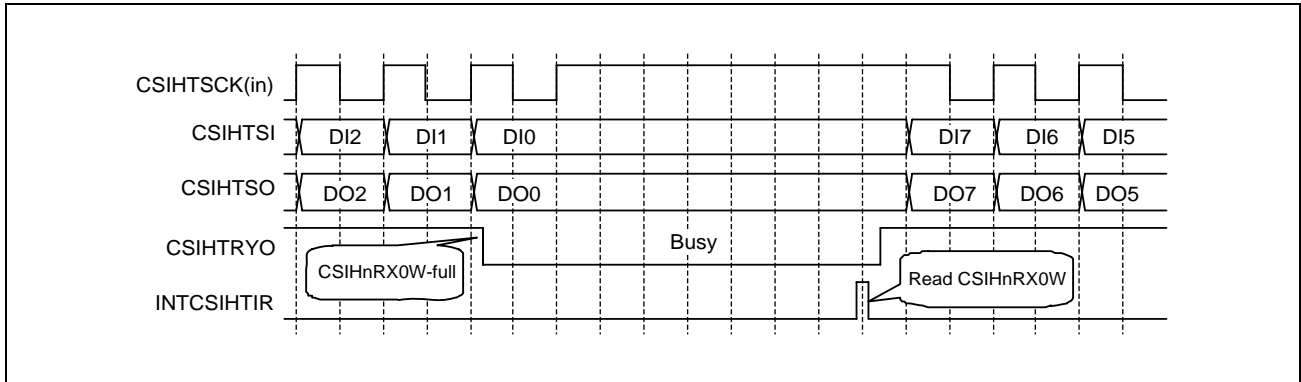 CSIHTSCK(in)
CSIHTSI DI2 DI1 DI0 DI7 DI6 DI5
CSIHTSO DO2 DO1 DO0 DO7 DO6 DO5
CSIHTRYO Busy
CSIHnRX0W-full Read CSIHnRX0W
INTCSIHTIR